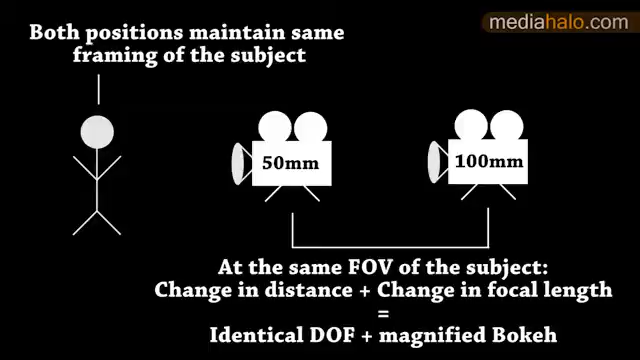 mediahalo.com
Both positions maintain same
framing of the subject
50mm
100mm
At the same FOV of the subject:
Change in distance + Change in focal length
=
Identical DOF + magnified Bokeh